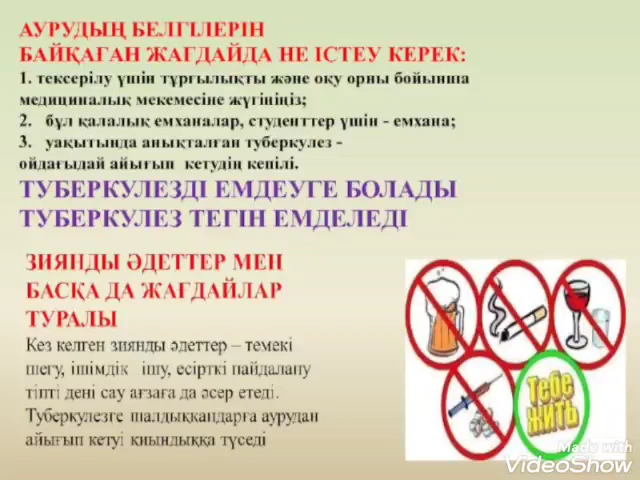 АУРУДЫҢ БЕЛГІЛЕРІН
БАЙҚАҒАН ЖАҒДАЙДА НЕ ІСТЕУ КЕРЕК:
1. тексерілу үшін тұрғылықты және оқу орны бойынша
медициналық мекемесіне жүгініңіз;
2. бұл қалалық емханалар, студенттер үшін - емхана;
3. уақытында анықталған туберкулез -
ойдағыдай айығып кетудің кепілі.
ТУБЕРКУЛЕЗДІ ЕМДЕУГЕ БОЛАДЫ
ТУБЕРКУЛЕЗ ТЕГІН ЕМДЕЛЕДІ
ЗИЯНДЫ ӘДЕТТЕР МЕН
БАСҚА ДА ЖАҒДАЙЛАР
ТУРАЛЫ
Кез келген зиянды әдеттер – темекі
шегу, ішімдік ішу, есірткі пайдалану
тіпті дені сау ағзаға да әсер етеді.
Туберкулезге шалдыққандарға аурудан
айығып кетуі қиындыққа түседі
Тебе
жить
Made with
VideoShow